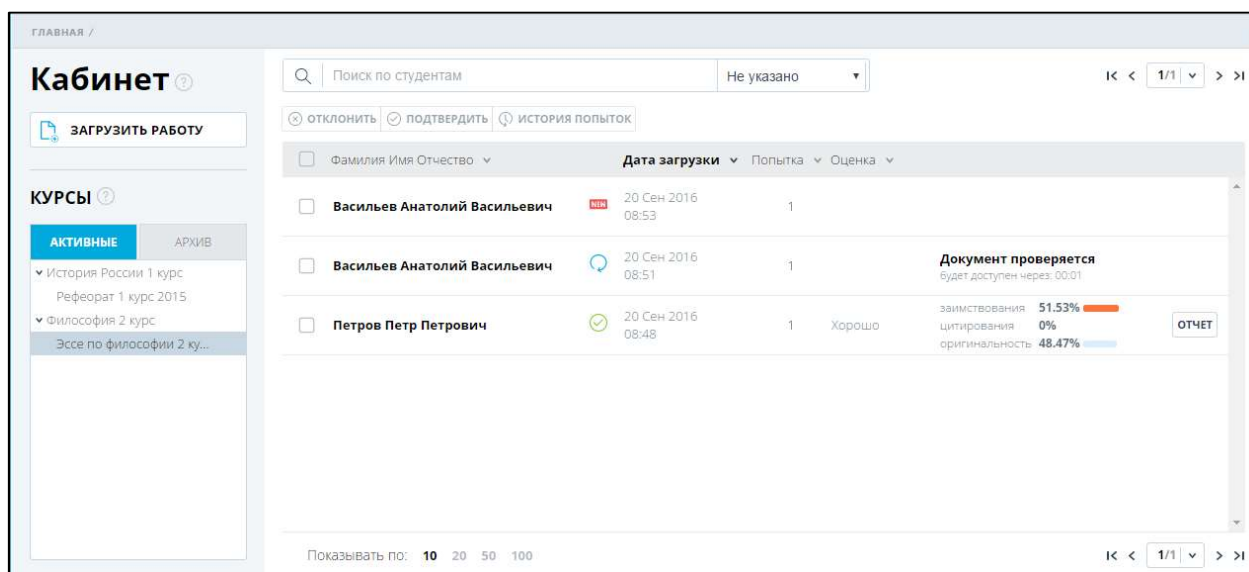 ГЛАВНАЯ /
Кабинет ?
ЗАГРУЗИТЬ РАБОТУ
КУРСЫ ?
АКТИВНЫЕ АРХИВ
История России 1 курс
Рефеорат 1 курс 2015
Философия 2 курс
Эссе по философии 2 ку...
Поиск по студентам Не указано 1/1
ОТКЛОНИТЬ ПОДТВЕРДИТЬ ИСТОРИЯ ПОПЫТОК
Фамилия Имя Отчество Дата загрузки Попытка Оценка
Васильев Анатолий Васильевич NEW 20 Сен 2016 1
08:53
Васильев Анатолий Васильевич 20 Сен 2016 1 Документ проверяется
08:51 будет доступен через: 00:01
Петров Петр Петрович 20 Сен 2016 1 Хорошо заимствования 51.53%
08:48 цитирования 0% ОТЧЕТ
оригинальность 48.47%
Показывать по: 10 20 50 100 1/1